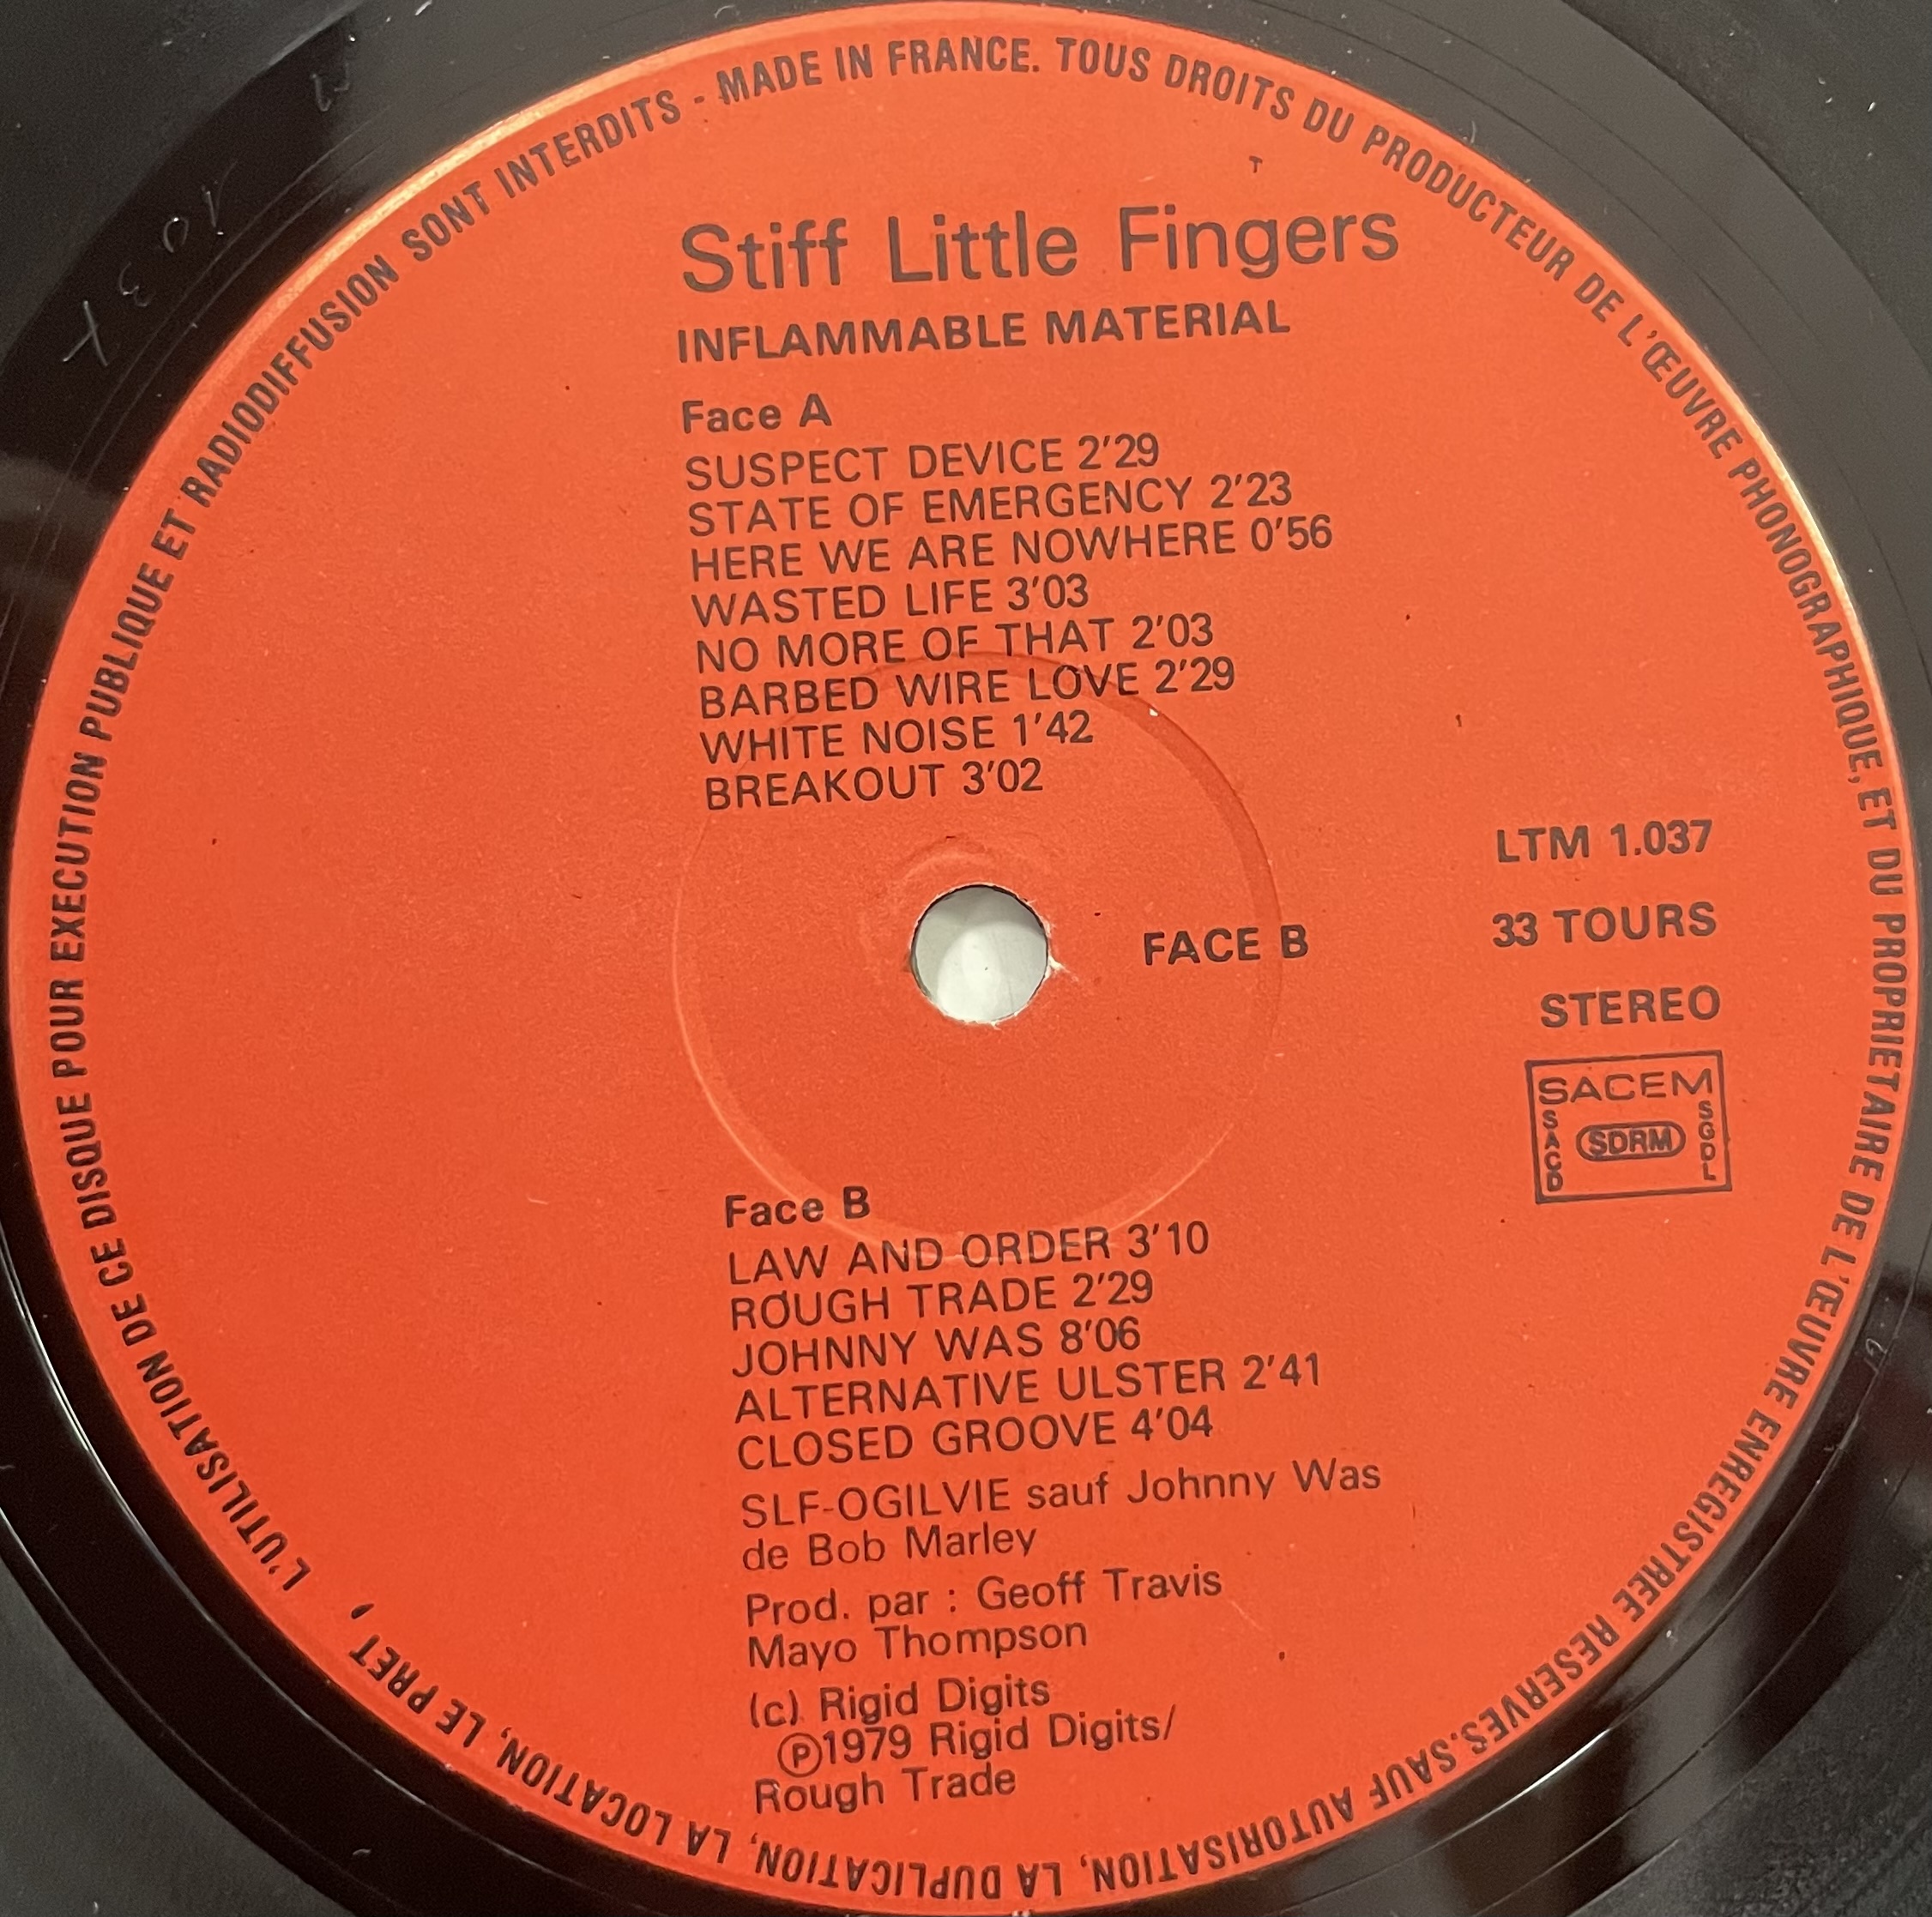 MADE IN FRANCE. TOUS DROITS DU PRODUCTEUR DE L'ŒUVRE PHONOGRAPHIQUE, ET DU PROPRIETAIRE DE L'ŒUVRE ENREGISTREE RESERVES. SAUF AUTORISATION, LA DUPLICATION, LA LOCATION, LE PRET, L'UTILISATION DE CE DISQUE POUR EXECUTION PUBLIQUE ET RADIODIFFUSION SONT INTERDITS -
Stiff Little Fingers
INFLAMMABLE MATERIAL
Face A
SUSPECT DEVICE 2'29
STATE OF EMERGENCY 2'23
HERE WE ARE NOWHERE 0'56
WASTED LIFE 3'03
NO MORE OF THAT 2'03
BARBED WIRE LOVE 2'29
WHITE NOISE 1'42
BREAKOUT 3'02
LTM 1.037
FACE B
33 TOURS
STEREO
SACEM
SACD
SDRM
SGDL
Face B
LAW AND ORDER 3'10
ROUGH TRADE 2'29
JOHNNY WAS 8'06
ALTERNATIVE ULSTER 2'41
CLOSED GROOVE 4'04
SLF-OGILVIE sauf Johnny Was
de Bob Marley
Prod. par : Geoff Travis
Mayo Thompson
(c) Rigid Digits
℗1979 Rigid Digits/
Rough Trade